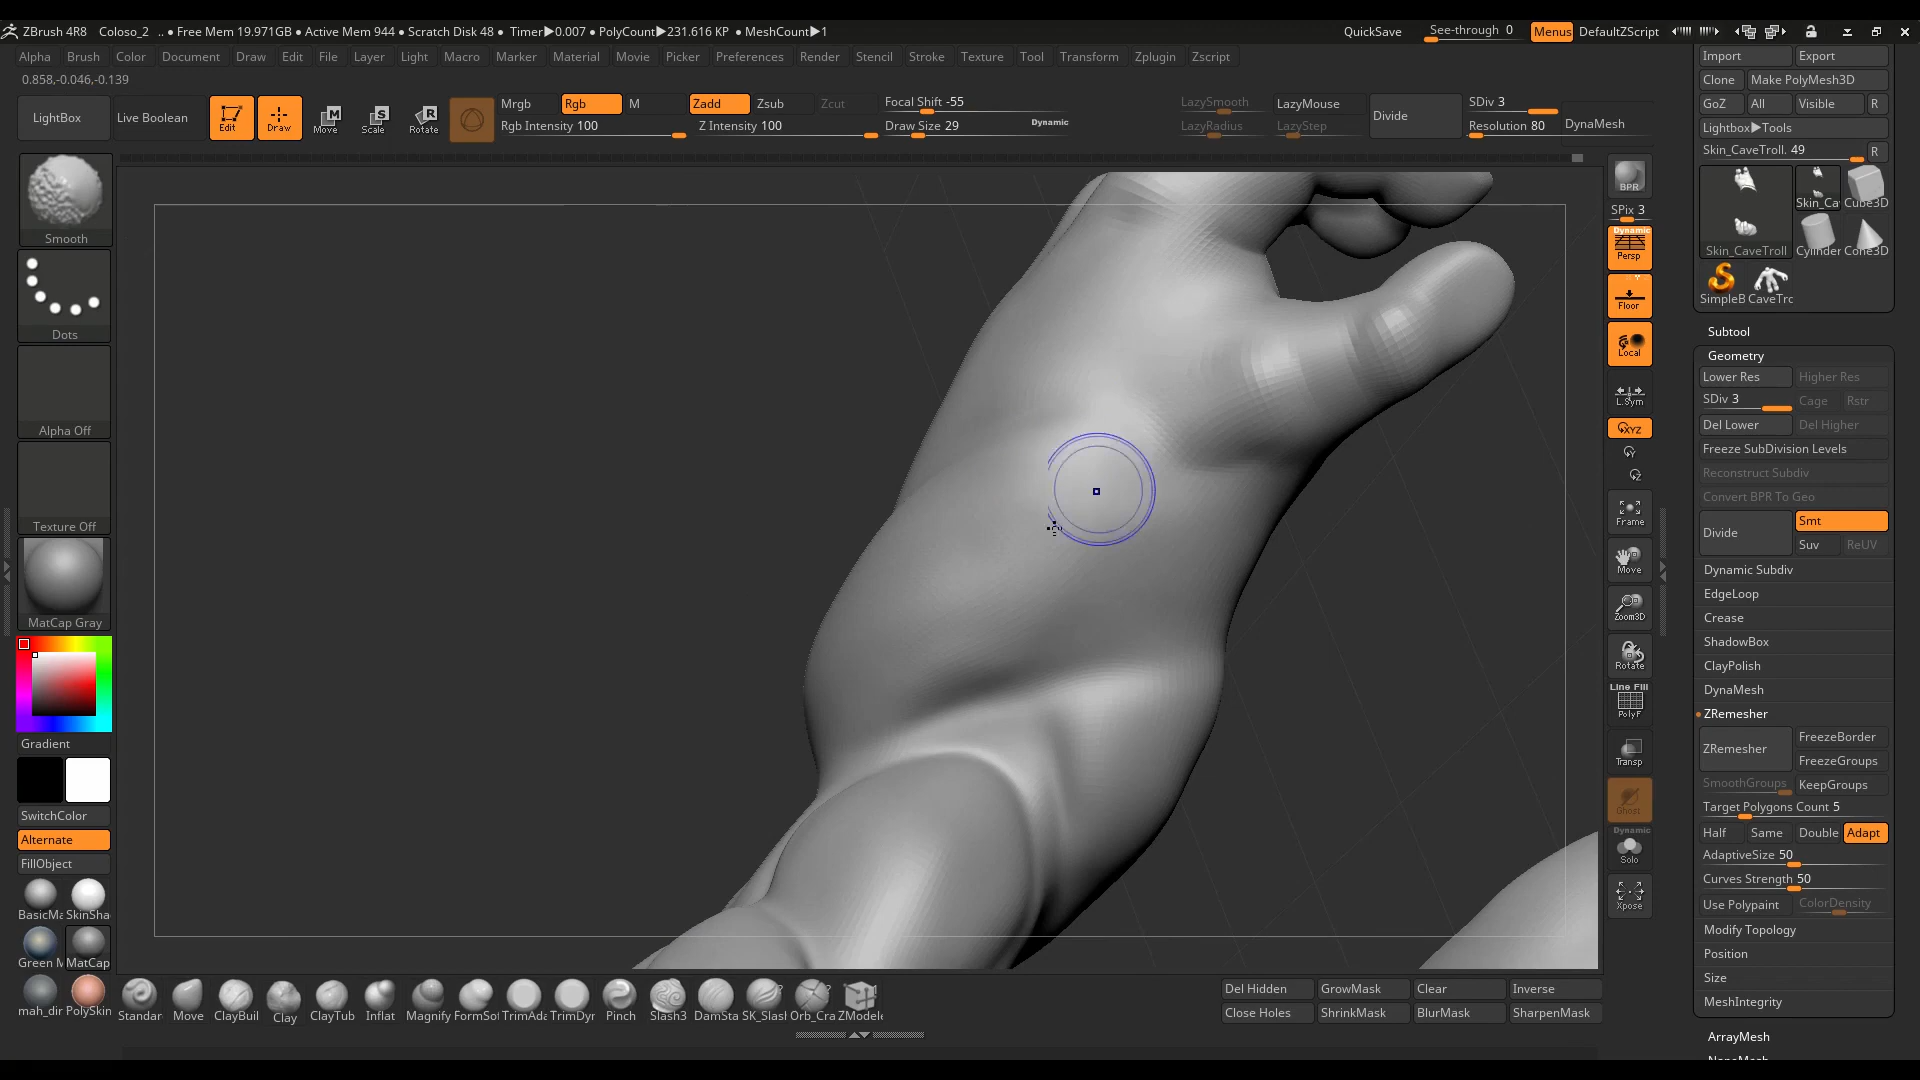 ZBrush 4R8 Coloso_2 .. ● Free Mem 19.971GB ● Active Mem 944 ● Scratch Disk 48 ● Timer▶0.007 ● PolyCount▶231.616 KP ● MeshCount▶1 QuickSave See-through 0 Menus DefaultZScript
Alpha Brush Color Document Draw Edit File Layer Light Macro Marker Material Movie Picker Preferences Render Stencil Stroke Texture Tool Transform Zplugin Zscript
0.858,-0.046,-0.139
LightBox Live Boolean Edit Draw Move Scale Rotate
Mrgb Rgb M Zadd Zsub Zcut Focal Shift -55 LazySmooth LazyMouse Divide SDiv 3
Rgb Intensity 100 Z Intensity 100 Draw Size 29 Dynamic LazyRadius LazyStep Resolution 80 DynaMesh
Smooth
Dots
Alpha Off
Texture Off
MatCap Gray
Gradient
SwitchColor
Alternate
FillObject
BasicMa SkinSha
Green M MatCap
mah_dir PolySkin
Standar Move ClayBuil Clay ClayTub Inflat Magnify FormSo TrimAda TrimDyr Pinch Slash3 DamSta SK_Slasl Orb_Cra ZModele
Del Hidden GrowMask Clear Inverse
Close Holes ShrinkMask BlurMask SharpenMask
BPR
SPix 3
Dynamic
Persp
Floor
Local
L.Sym
XYZ
Frame
Move
Zoom3D
Rotate
Line Fill
PolyF
Transp
Ghost
Dynamic
Solo
Xpose
Import Export
Clone Make PolyMesh3D
GoZ All Visible R
Lightbox▶Tools
Skin_CaveTroll. 49 R
Skin_Ca Cube3D
Skin_CaveTroll Cylinder Cone3D
SimpleB CaveTrc
Subtool
Geometry
Lower Res Higher Res
SDiv 3 Cage Rstr
Del Lower Del Higher
Freeze SubDivision Levels
Reconstruct Subdiv
Convert BPR To Geo
Divide Smt
Suv ReUV
Dynamic Subdiv
EdgeLoop
Crease
ShadowBox
ClayPolish
DynaMesh
ZRemesher
ZRemesher FreezeBorder
FreezeGroups
SmoothGroups KeepGroups
Target Polygons Count 5
Half Same Double Adapt
AdaptiveSize 50
Curves Strength 50
Use Polypaint ColorDensity
Modify Topology
Position
Size
MeshIntegrity
ArrayMesh